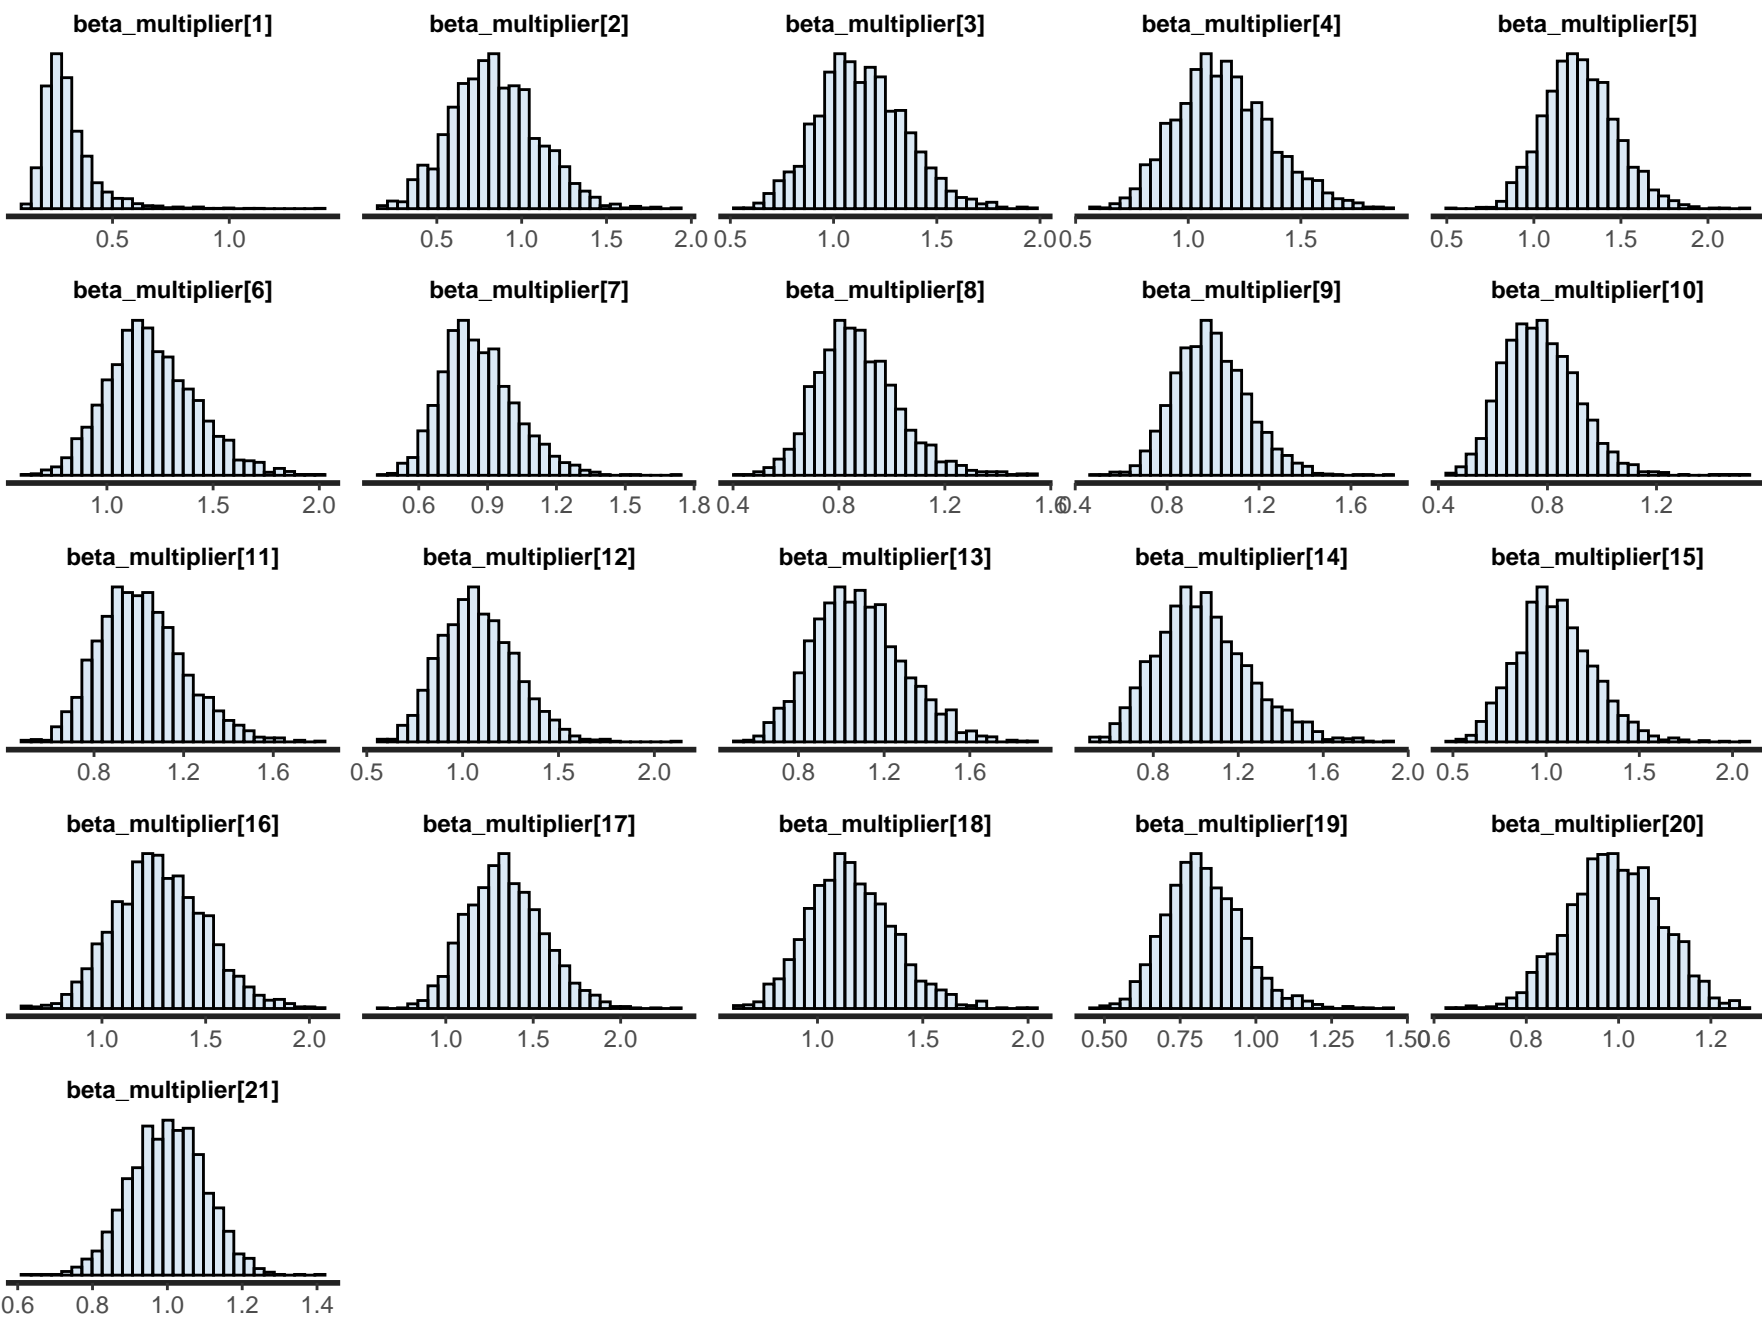 beta_multiplier[1] beta_multiplier[2] beta_multiplier[3] beta_multiplier[4] beta_multiplier[5]
0.5 1.0 0.5 1.0 1.5 2.0 0.5 1.0 1.5 2.0 0.5 1.0 1.5 0.5 1.0 1.5 2.0
beta_multiplier[6] beta_multiplier[7] beta_multiplier[8] beta_multiplier[9] beta_multiplier[10]
1.0 1.5 2.0 0.6 0.9 1.2 1.5 1.8 0.4 0.8 1.2 1.6 0.4 0.8 1.2 1.6 0.4 0.8 1.2
beta_multiplier[11] beta_multiplier[12] beta_multiplier[13] beta_multiplier[14] beta_multiplier[15]
0.8 1.2 1.6 0.5 1.0 1.5 2.0 0.8 1.2 1.6 0.8 1.2 1.6 2.0 0.5 1.0 1.5 2.0
beta_multiplier[16] beta_multiplier[17] beta_multiplier[18] beta_multiplier[19] beta_multiplier[20]
1.0 1.5 2.0 1.0 1.5 2.0 1.0 1.5 2.0 0.50 0.75 1.00 1.25 1.50 0.6 0.8 1.0 1.2
beta_multiplier[21]
0.6 0.8 1.0 1.2 1.4